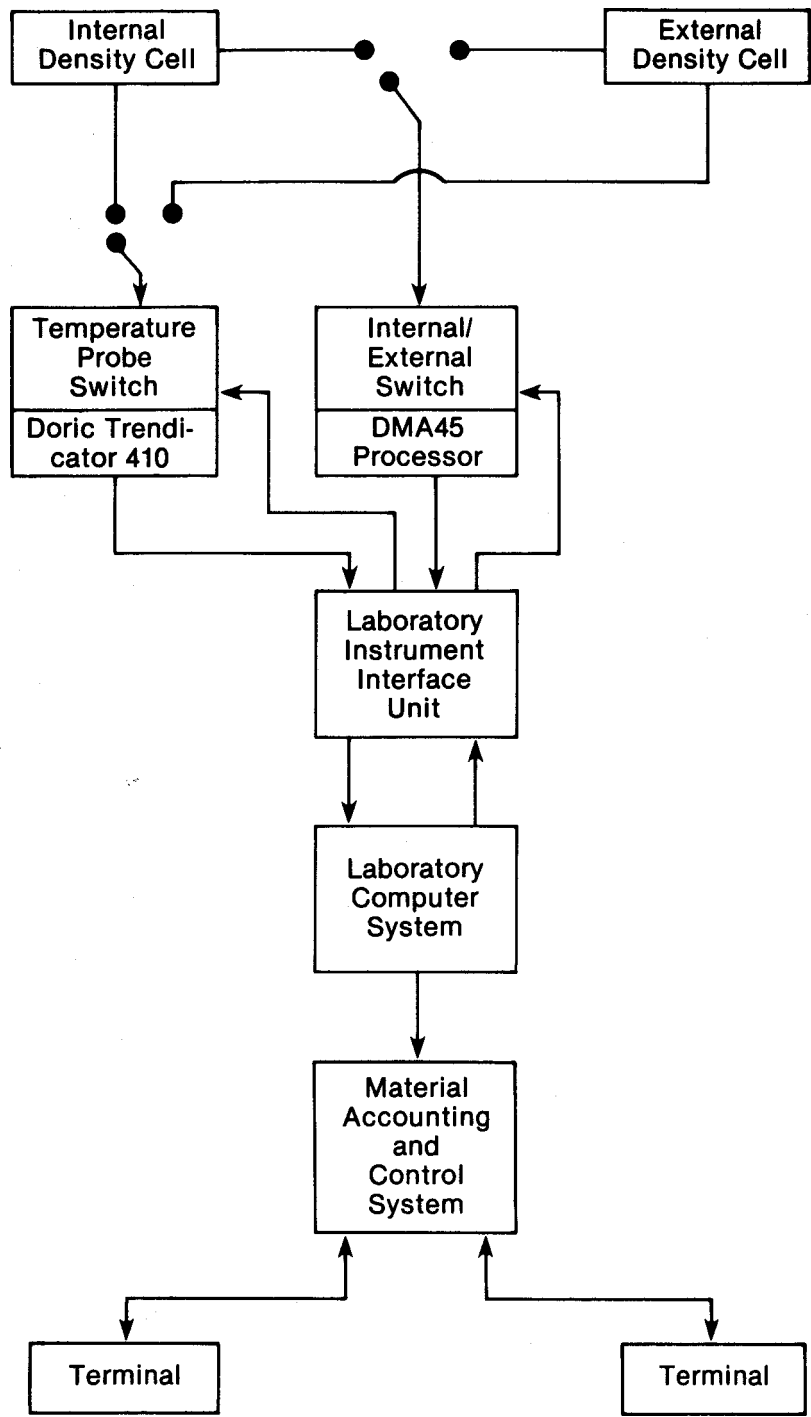 Internal
Density Cell
External
Density Cell
Temperature
Probe
Switch
Doric Trendi-
cator 410
Internal/
External
Switch
DMA45
Processor
Laboratory
Instrument
Interface
Unit
Laboratory
Computer
System
Material
Accounting
and
Control
System
Terminal
Terminal